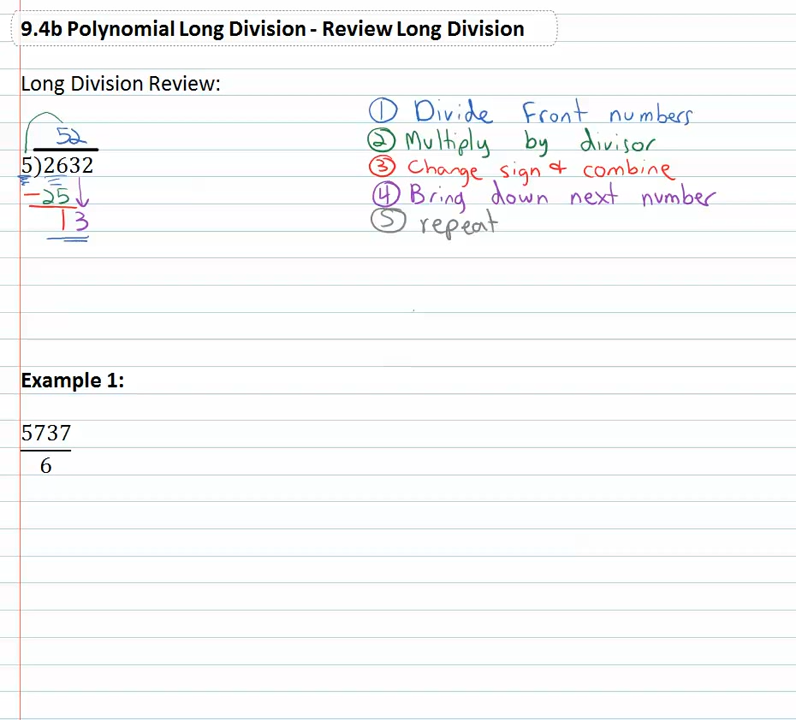 9.4b Polynomial Long Division - Review Long Division
Long Division Review:
52
5)2632
-25
13
① Divide Front numbers
② Multiply by divisor
③ Change sign & combine
④ Bring down next number
⑤ repeat
Example 1:
5737
6